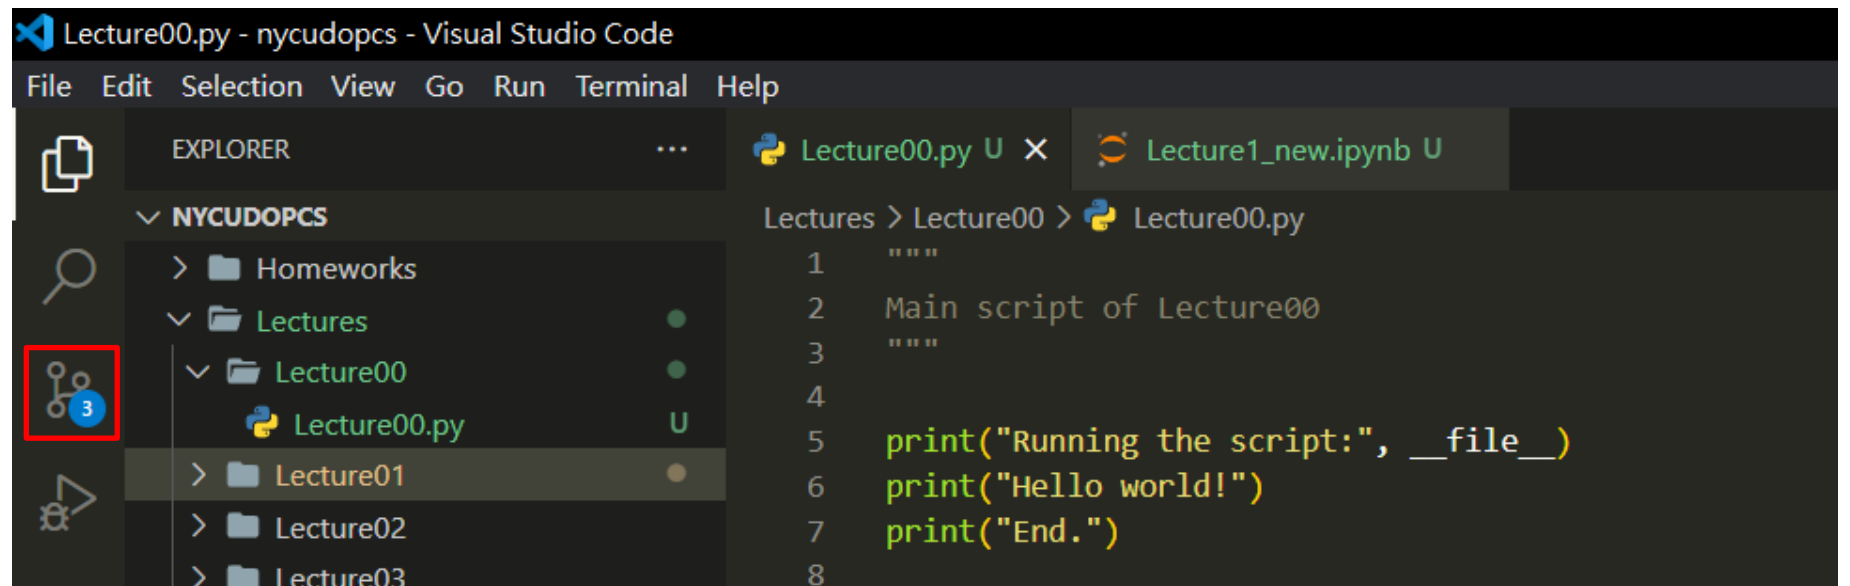 Lecture00.py - nycudopcs - Visual Studio Code
File Edit Selection View Go Run Terminal Help
EXPLORER ···
Lecture00.py U
Lecture1_new.ipynb U
NYCUDOPCS
Homeworks
Lectures
Lecture00
Lecture00.py U
Lecture01
Lecture02
Lecture03
3
Lectures > Lecture00 > Lecture00.py
1 """
2 Main script of Lecture00
3 """
4
5 print("Running the script:", __file__)
6 print("Hello world!")
7 print("End.")
8